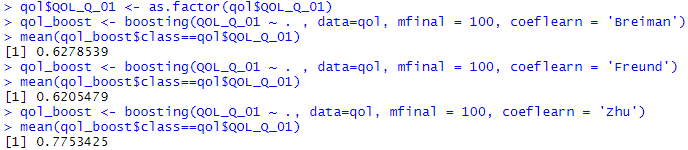 > qol$QOL_Q_01 <- as.factor(qol$QOL_Q_01)
> qol_boost <- boosting(QOL_Q_01 ~ . , data=qol, mfinal = 100, coeflearn = 'Breiman')
> mean(qol_boost$class==qol$QOL_Q_01)
[1] 0.6278539
> qol_boost <- boosting(QOL_Q_01 ~ . , data=qol, mfinal = 100, coeflearn = 'Freund')
> mean(qol_boost$class==qol$QOL_Q_01)
[1] 0.6205479
> qol_boost <- boosting(QOL_Q_01 ~ . , data=qol, mfinal = 100, coeflearn = 'Zhu')
> mean(qol_boost$class==qol$QOL_Q_01)
[1] 0.7753425